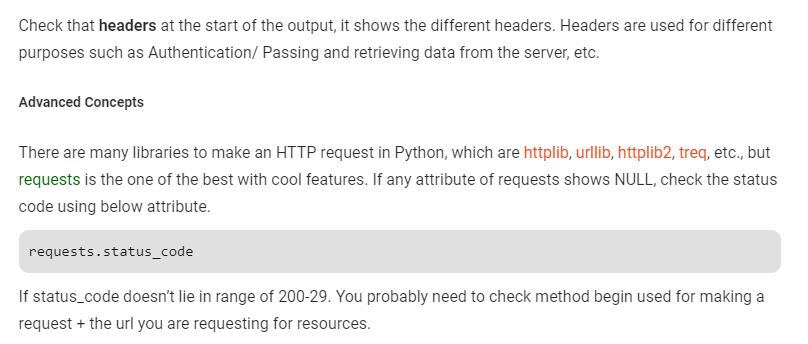 Check that headers at the start of the output, it shows the different headers. Headers are used for different
purposes such as Authentication/ Passing and retrieving data from the server, etc.
Advanced Concepts
There are many libraries to make an HTTP request in Python, which are httplib, urllib, httplib2, treq, etc., but
requests is the one of the best with cool features. If any attribute of requests shows NULL, check the status
code using below attribute.
requests.status_code
If status_code doesn’t lie in range of 200-29. You probably need to check method begin used for making a
request + the url you are requesting for resources.